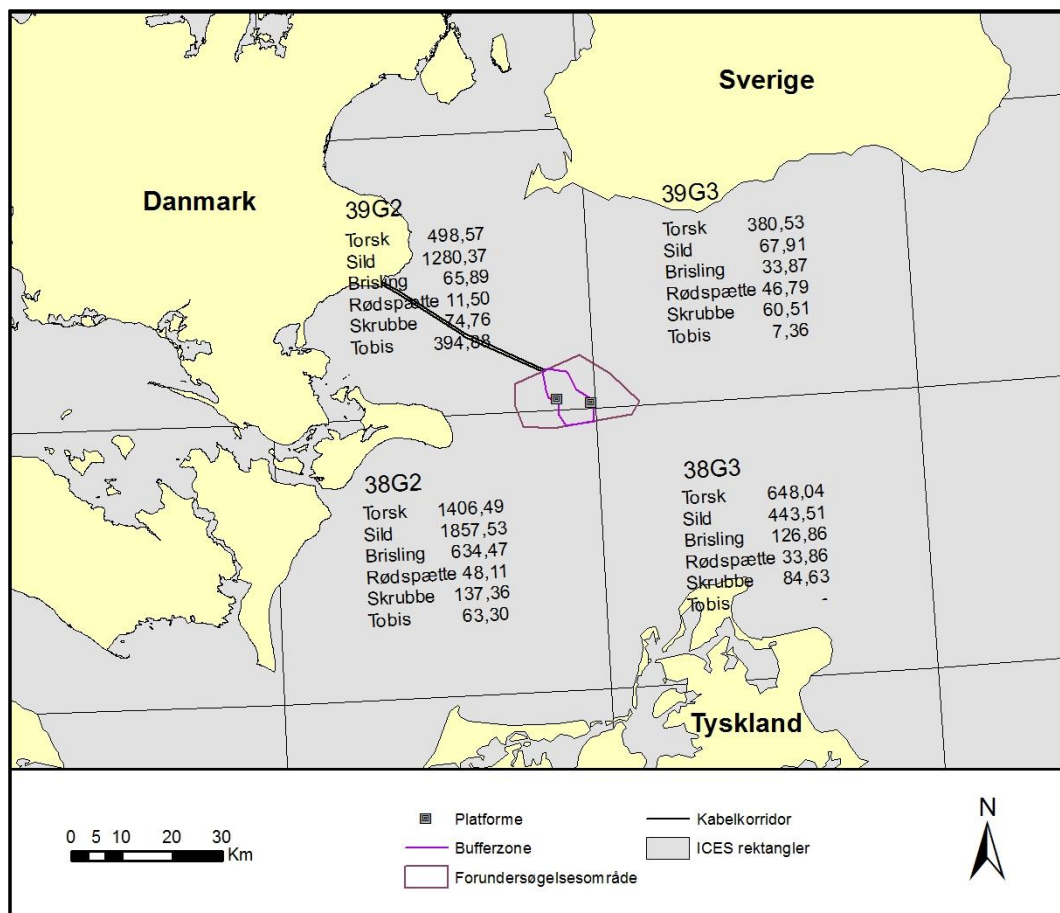 Sverige
Danmark
39G2
Torsk 498,57
Sild 1280,37
Brisling 65,89
Rødspætte 11,50
Skrubbe 74,76
Tobis 394,88
39G3
Torsk 380,53
Sild 67,91
Brisling 33,87
Rødspætte 46,79
Skrubbe 60,51
Tobis 7,36
38G2
Torsk 1406,49
Sild 1857,53
Brisling 634,47
Rødspætte 48,11
Skrubbe 137,36
Tobis 63,30
38G3
Torsk 648,04
Sild 443,51
Brisling 126,86
Rødspætte 33,86
Skrubbe 84,63
Tobis -
Tyskland
0 5 10 20 30
Km
Platforme
Bufferzone
Forundersøgelsesområde
Kabelkorridor
ICES rektangler
N